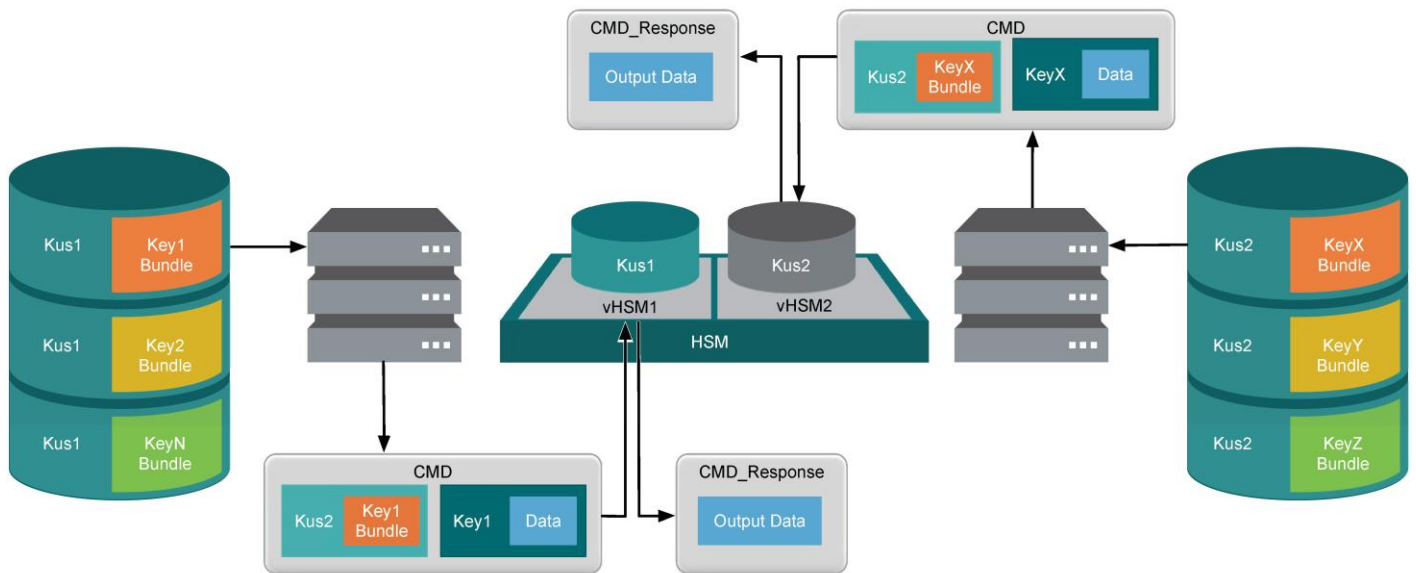 CMD_Response
Output Data
CMD
Kus2
KeyX
Bundle
KeyX
Data
Kus1
Key1
Bundle
Kus1
Key2
Bundle
Kus1
KeyN
Bundle
Kus1
Kus2
vHSM1
vHSM2
HSM
Kus2
KeyX
Bundle
Kus2
KeyY
Bundle
Kus2
KeyZ
Bundle
CMD
Kus2
Key1
Bundle
Key1
Data
CMD_Response
Output Data